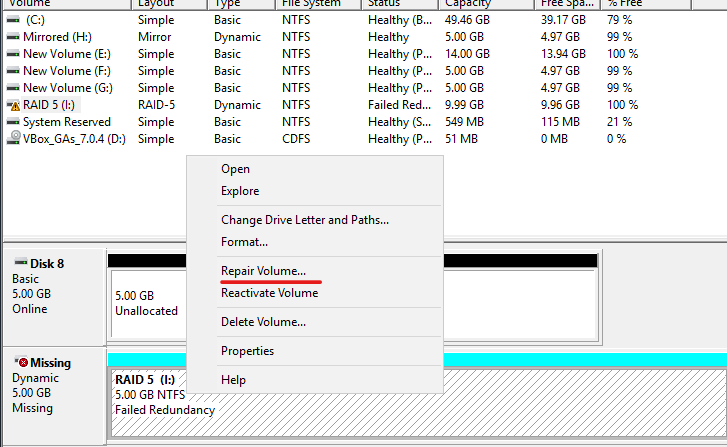 Volume Layout Type File System Status Capacity Free Spa... % Free
(C:) Simple Basic NTFS Healthy (B... 49.46 GB 39.17 GB 79 %
Mirrored (H:) Mirror Dynamic NTFS Healthy 5.00 GB 4.97 GB 99 %
New Volume (E:) Simple Basic NTFS Healthy (P... 14.00 GB 13.94 GB 100 %
New Volume (F:) Simple Basic NTFS Healthy (P... 5.00 GB 4.97 GB 99 %
New Volume (G:) Simple Basic NTFS Healthy (P... 5.00 GB 4.97 GB 99 %
RAID 5 (I:) RAID-5 Dynamic NTFS Failed Red... 9.99 GB 9.96 GB 100 %
System Reserved Simple Basic NTFS Healthy (S... 549 MB 115 MB 21 %
VBox_GAs_7.0.4 (D:) Simple Basic CDFS Healthy (P... 51 MB 0 MB 0 %
Open
Explore
Change Drive Letter and Paths...
Format...
Repair Volume...
Reactivate Volume
Delete Volume...
Properties
Help
Disk 8
Basic
5.00 GB
Online
5.00 GB
Unallocated
Missing
Dynamic
5.00 GB
Missing
RAID 5 (I:)
5.00 GB NTFS
Failed Redundancy